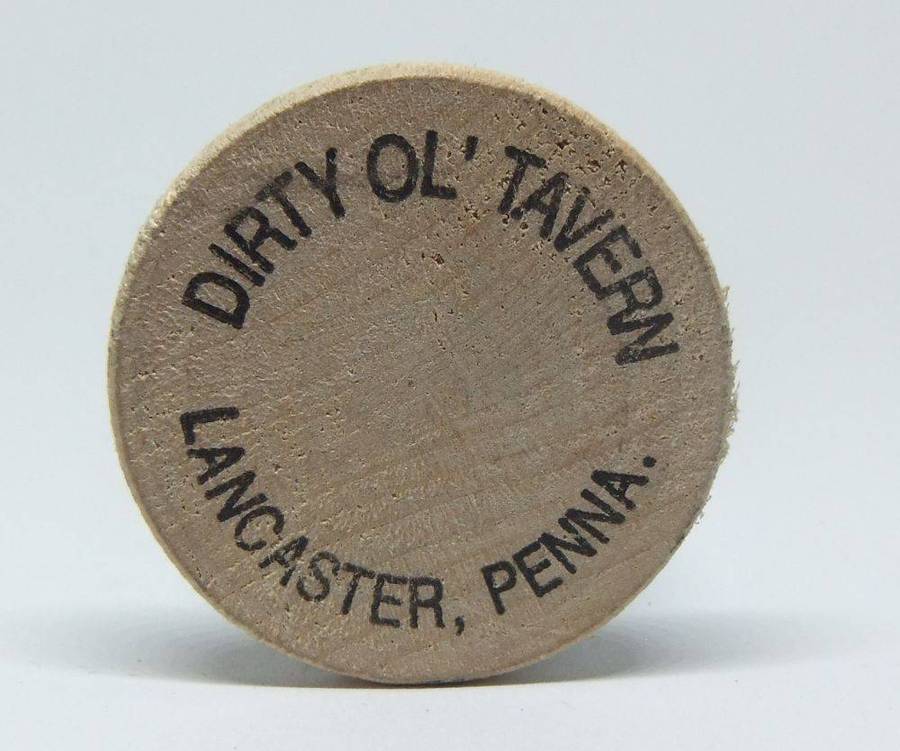 DIRTY OL' TAVERN
LANCASTER, PENNA.